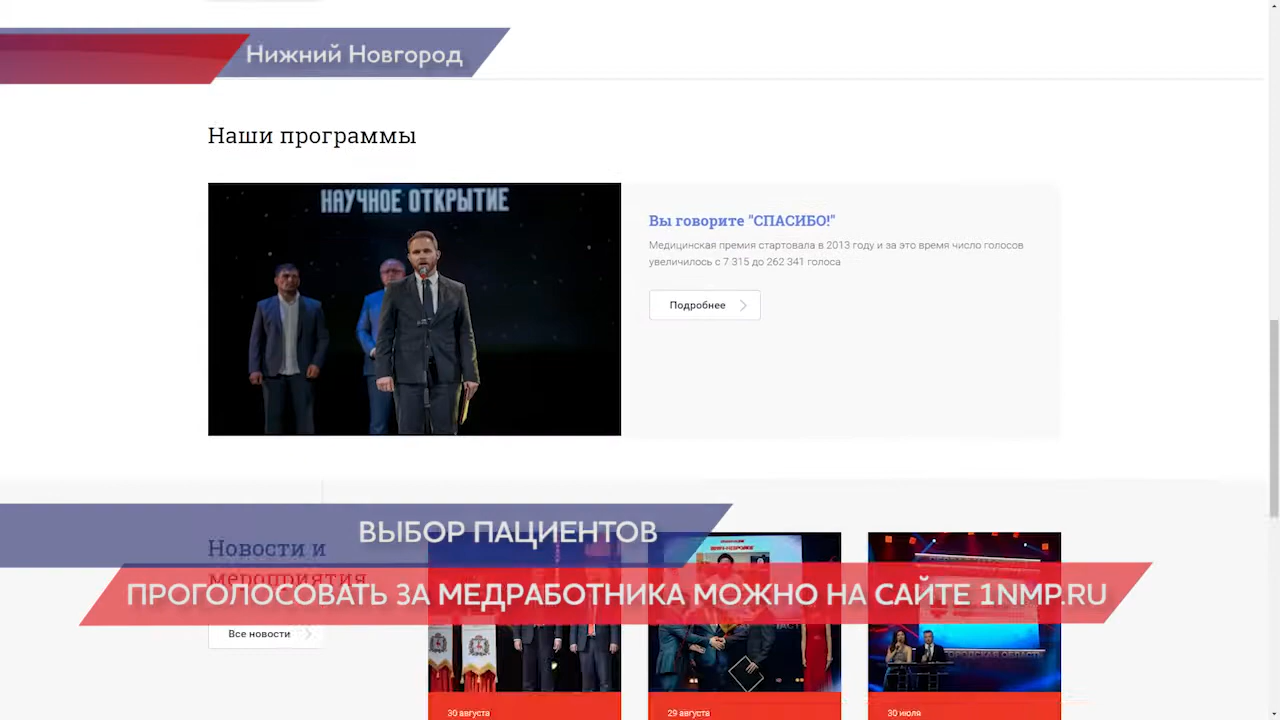 Нижний Новгород
Наши программы
НАУЧНОЕ ОТКРЫТИЕ
Вы говорите "СПАСИБО!"
Медицинская премия стартовала в 2013 году и за это время число голосов
увеличилось с 7 315 до 262 341 голоса
Подробнее
ВЫБОР ПАЦИЕНТОВ
Новости и
мероприятия
ПРОГОЛОСОВАТЬ ЗА МЕДРАБОТНИКА МОЖНО НА САЙТЕ 1NMP.RU
Все новости
30 августа
29 августа
30 июля